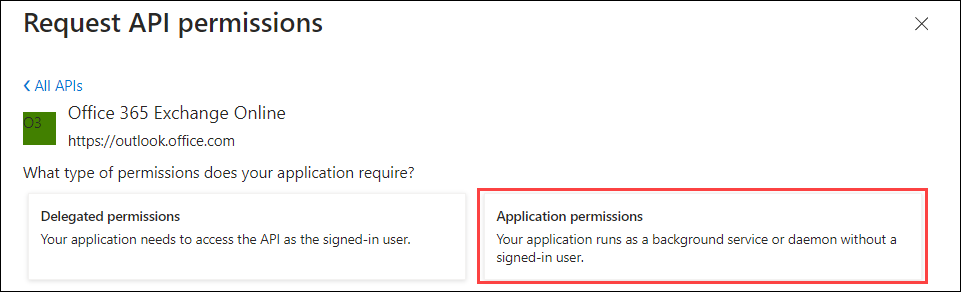 Request API permissions
All APIs
O3
Office 365 Exchange Online
https://outlook.office.com
What type of permissions does your application require?
Delegated permissions
Your application needs to access the API as the signed-in user.
Application permissions
Your application runs as a background service or daemon without a
signed-in user.